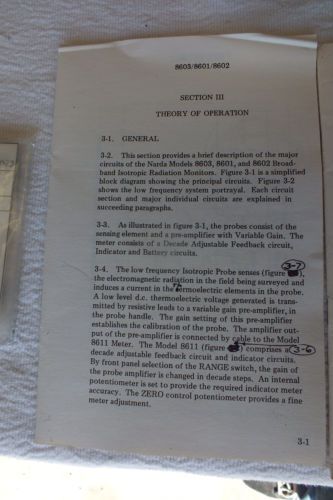 8603/8601/8602
SECTION III
THEORY OF OPERATION
3-1. GENERAL
3-2. This section provides a brief description of the major
circuits of the Narda Models 8603, 8601, and 8602 Broad-
band Isotropic Radiation Monitors. Figure 3-1 is a simplified
block diagram showing the principal circuits. Figure 3-2
shows the low frequency system portrayal. Each circuit
section and major individual circuits are explained in
succeeding paragraphs.
3-3. As illustrated in figure 3-1, the probes consist of the
sensing element and a pre-amplifier with Variable Gain. The
meter consists of a Decade Adjustable Feedback circuit,
Indicator and Battery circuits.
3-7
3-4. The low frequency Isotropic Probe senses (figure ),
the electromagnetic radiation in the field being surveyed and
induces a current in the thermoelectric elements in the probe.
A low level d.c. thermoelectric voltage generated is trans-
mitted by resistive leads to a variable gain pre-amplifier, in
the probe handle. The gain setting of this pre-amplifier
establishes the calibration of the probe. The amplifier out-
put of the pre-amplifier is connected by cable to the Model
8611 Meter. The Model 8611 (figure ) comprises a 3-6
decade adjustable feedback circuit and indicator circuits.
By front panel selection of the RANGE switch, the gain of
the probe amplifier is changed in decade steps. An internal
potentiometer is set to provide the required indicator meter
accuracy. The ZERO control potentiometer provides a fine
meter adjustment.
3-1